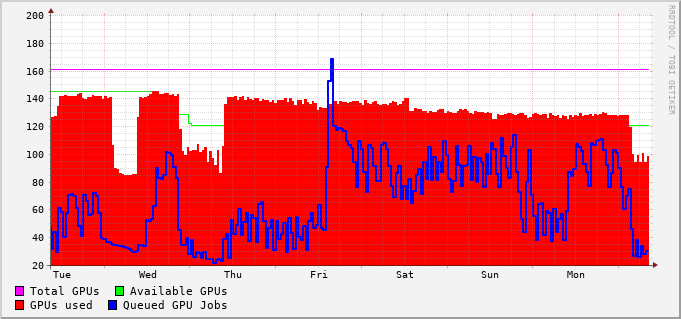 200
180
160
140
120
100
80
60
40
20
Tue Wed Thu Fri Sat Sun Mon
Total GPUs Available GPUs
GPUs used Queued GPU Jobs
RRDTOOL / TOBI OETIKER